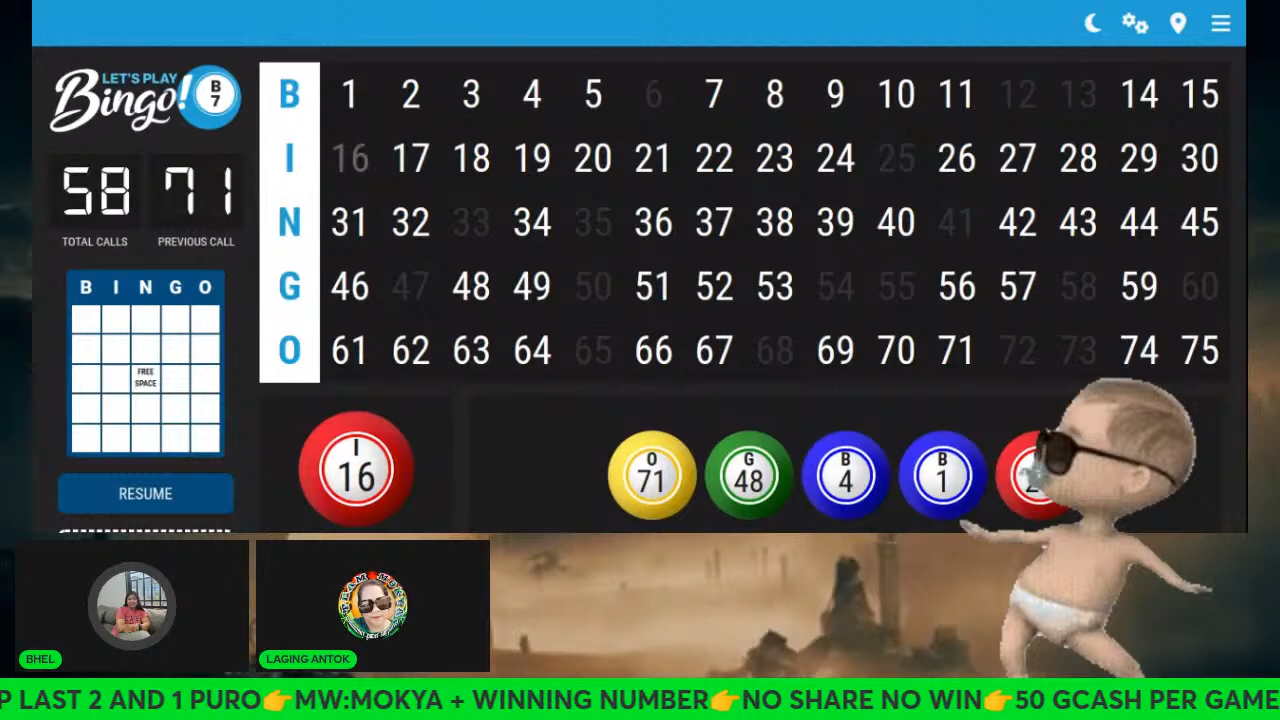 LET'S PLAY
Bingo!
B
7
58 71
TOTAL CALLS PREVIOUS CALL
B I N G O
FREE
SPACE
RESUME
B 1 2 3 4 5 6 7 8 9 10 11 12 13 14 15
I 16 17 18 19 20 21 22 23 24 25 26 27 28 29 30
N 31 32 33 34 35 36 37 38 39 40 41 42 43 44 45
G 46 47 48 49 50 51 52 53 54 55 56 57 58 59 60
O 61 62 63 64 65 66 67 68 69 70 71 72 73 74 75
I
16
O
71
G
48
B
4
B
1
BHEL
LAGING ANTOK
TEAM MOKYA
P LAST 2 AND 1 PURO👉MW:MOKYA + WINNING NUMBER👉NO SHARE NO WIN👉50 GCASH PER GAME